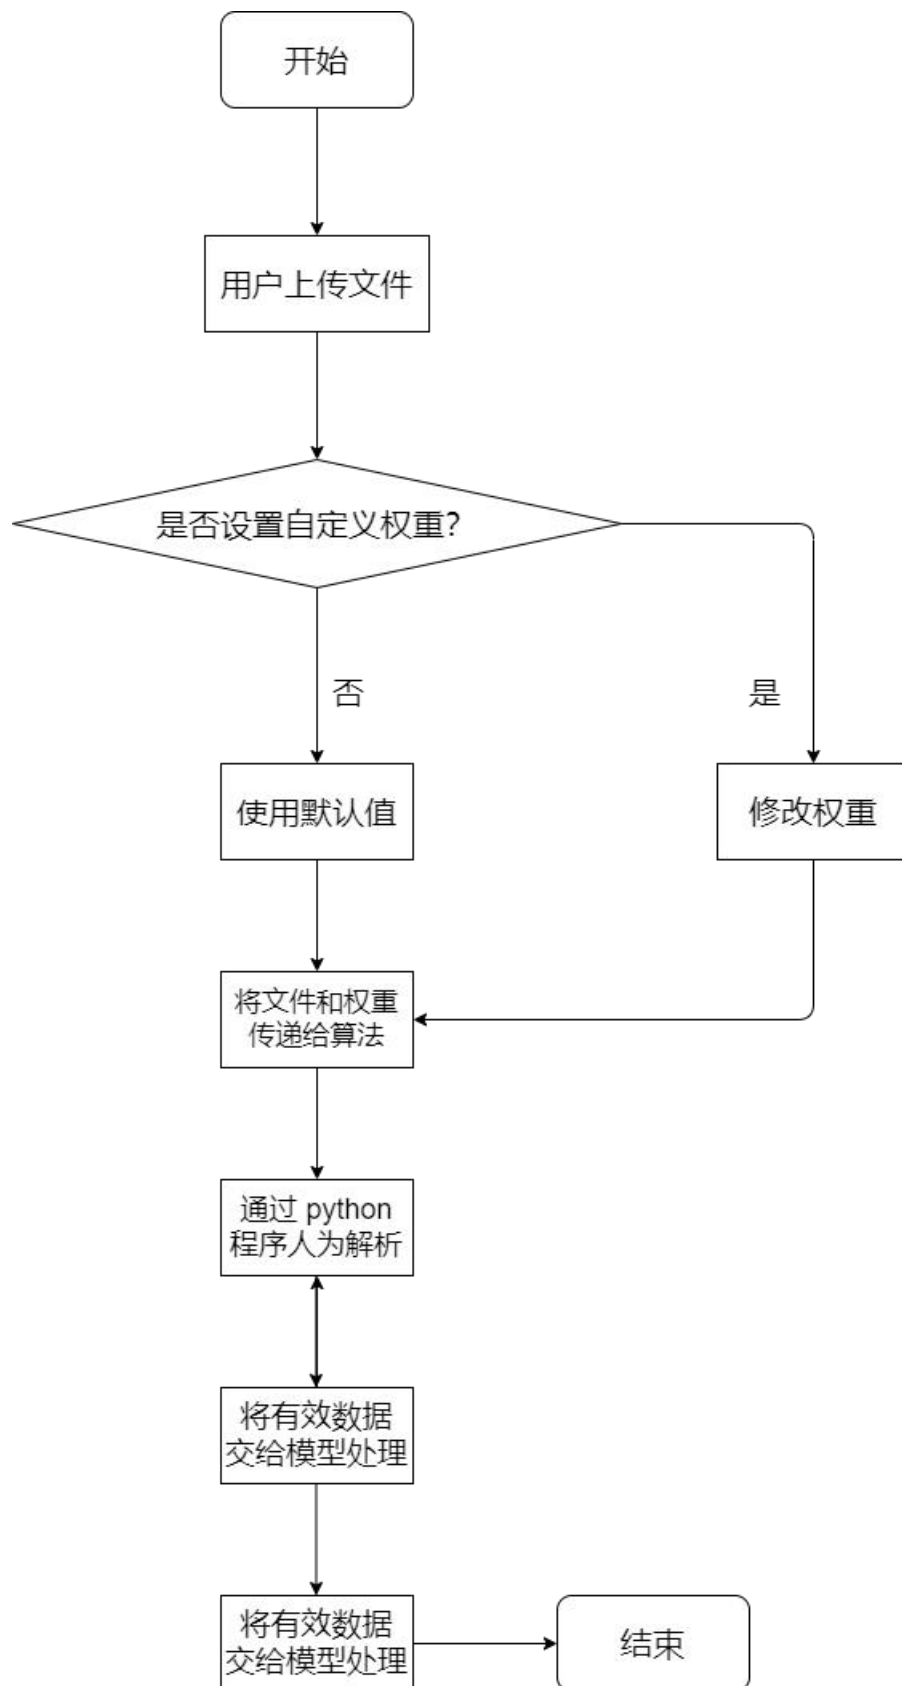 开始
用户上传文件
是否设置自定义权重?
否
是
使用默认值
修改权重
将文件和权重
传递给算法
通过 python
程序人为解析
将有效数据
交给模型处理
将有效数据
交给模型处理
结束